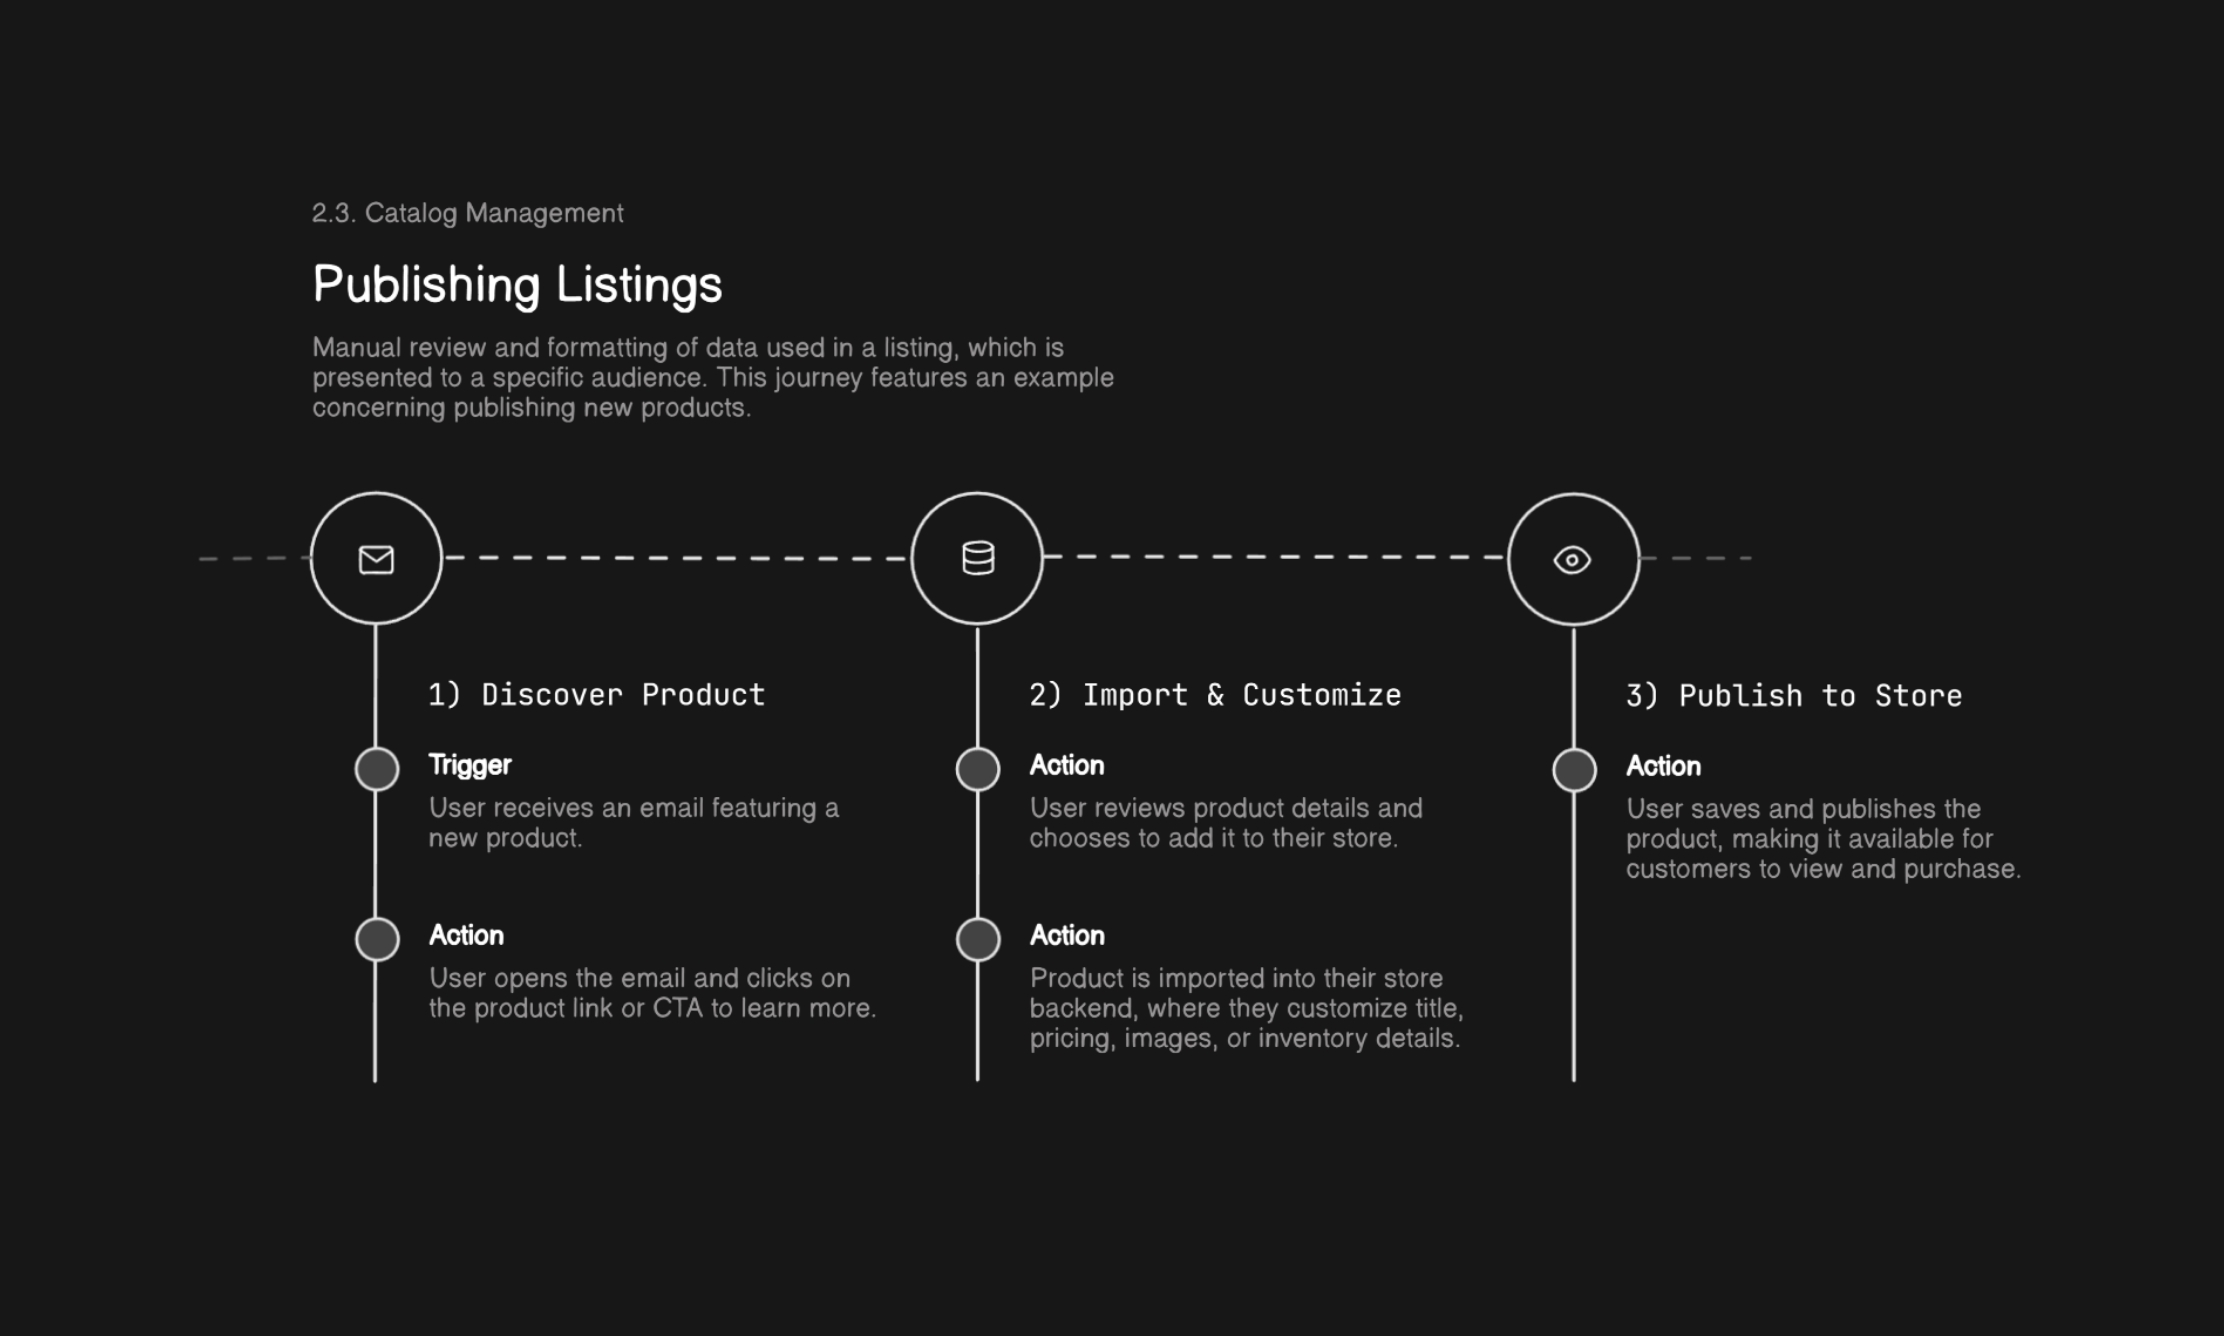 2.3. Catalog Management
Publishing Listings
Manual review and formatting of data used in a listing, which is
presented to a specific audience. This journey features an example
concerning publishing new products.
1) Discover Product
Trigger
User receives an email featuring a
new product.
Action
User opens the email and clicks on
the product link or CTA to learn more.
2) Import & Customize
Action
User reviews product details and
chooses to add it to their store.
Action
Product is imported into their store
backend, where they customize title,
pricing, images, or inventory details.
3) Publish to Store
Action
User saves and publishes the
product, making it available for
customers to view and purchase.